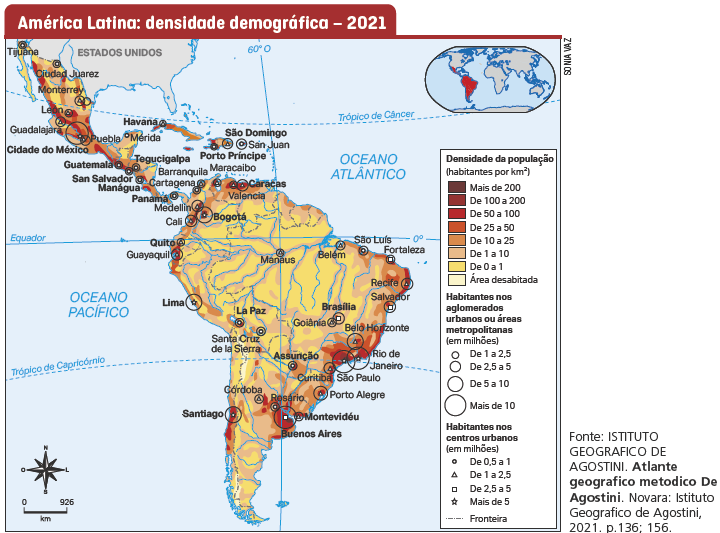 América Latina: densidade demográfica – 2021
SONIA VAZ
ESTADOS UNIDOS
60º O
Tijuana
Ciudad Juarez
Monterrey
León
Guadalajara
Cidade do México
Puebla
Mérida
Havana
Trópico de Câncer
São Domingo
San Juan
Porto Príncipe
Guatemala
Tegucigalpa
San Salvador
Manágua
Barranquila
Maracaibo
Cartagena
Caracas
Valencia
Panamá
Medellín
Bogotá
Cali
OCEANO
ATLÂNTICO
Equador
0º
Quito
Guayaquil
Manaus
Belém
São Luís
Fortaleza
Recife
Salvador
OCEANO
PACÍFICO
Lima
La Paz
Brasília
Goiânia
Belo Horizonte
Santa Cruz
de la Sierra
Trópico de Capricórnio
Assunção
Rio de
Janeiro
Curitiba
São Paulo
Córdoba
Rosário
Porto Alegre
Santiago
Montevidéu
Buenos Aires
N
O
L
S
0
926
km
Densidade da população
(habitantes por km²)
Mais de 200
De 100 a 200
De 50 a 100
De 25 a 50
De 10 a 25
De 1 a 10
De 0 a 1
Área desabitada
Habitantes nos
aglomerados
urbanos ou áreas
metropolitanas
(em milhões)
De 1 a 2,5
De 2,5 a 5
De 5 a 10
Mais de 10
Habitantes nos
centros urbanos
(em milhões)
De 0,5 a 1
De 1 a 2,5
De 2,5 a 5
Mais de 5
Fronteira
Fonte: ISTITUTO
GEOGRAFICO DE
AGOSTINI. Atlante
geografico metodico De
Agostini. Novara: Istituto
Geografico de Agostini,
2021. p.136; 156.